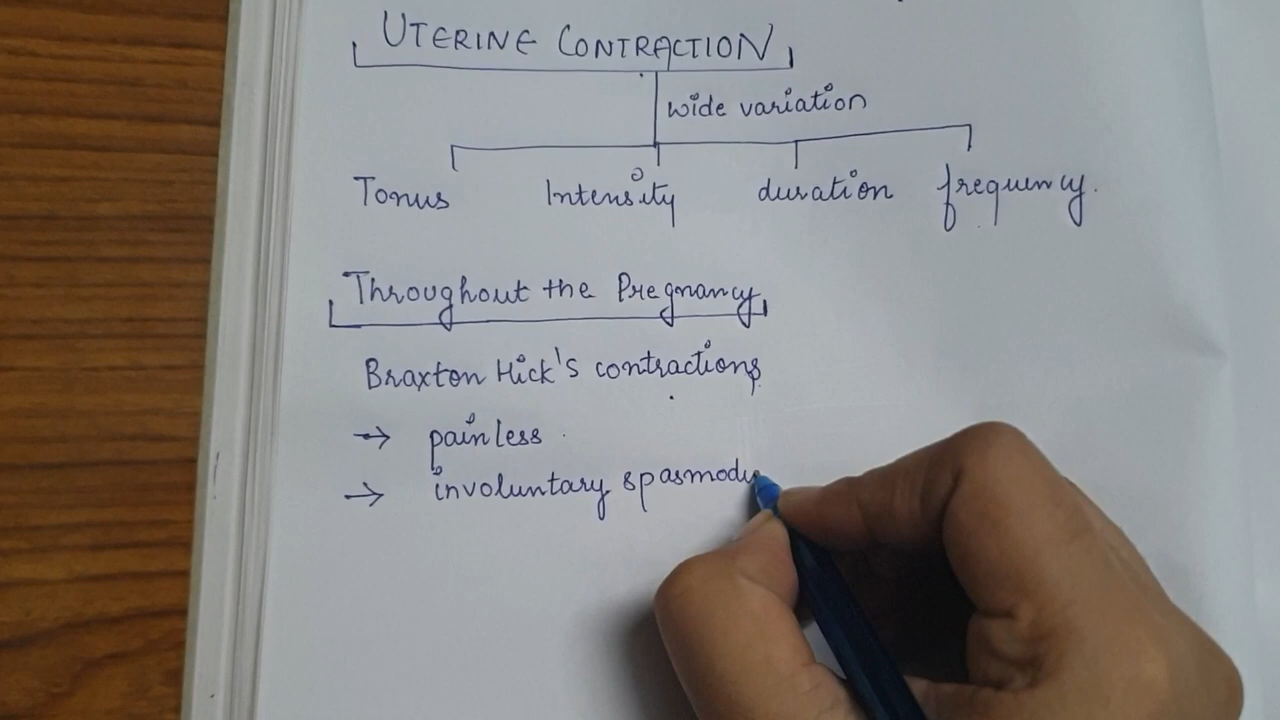 UTERINE CONTRACTION
wide variation
Tonus Intensity duration frequency.
Throughout the Pregnancy
Braxton Hick's contractions
→ painless
→ involuntary spasmodi